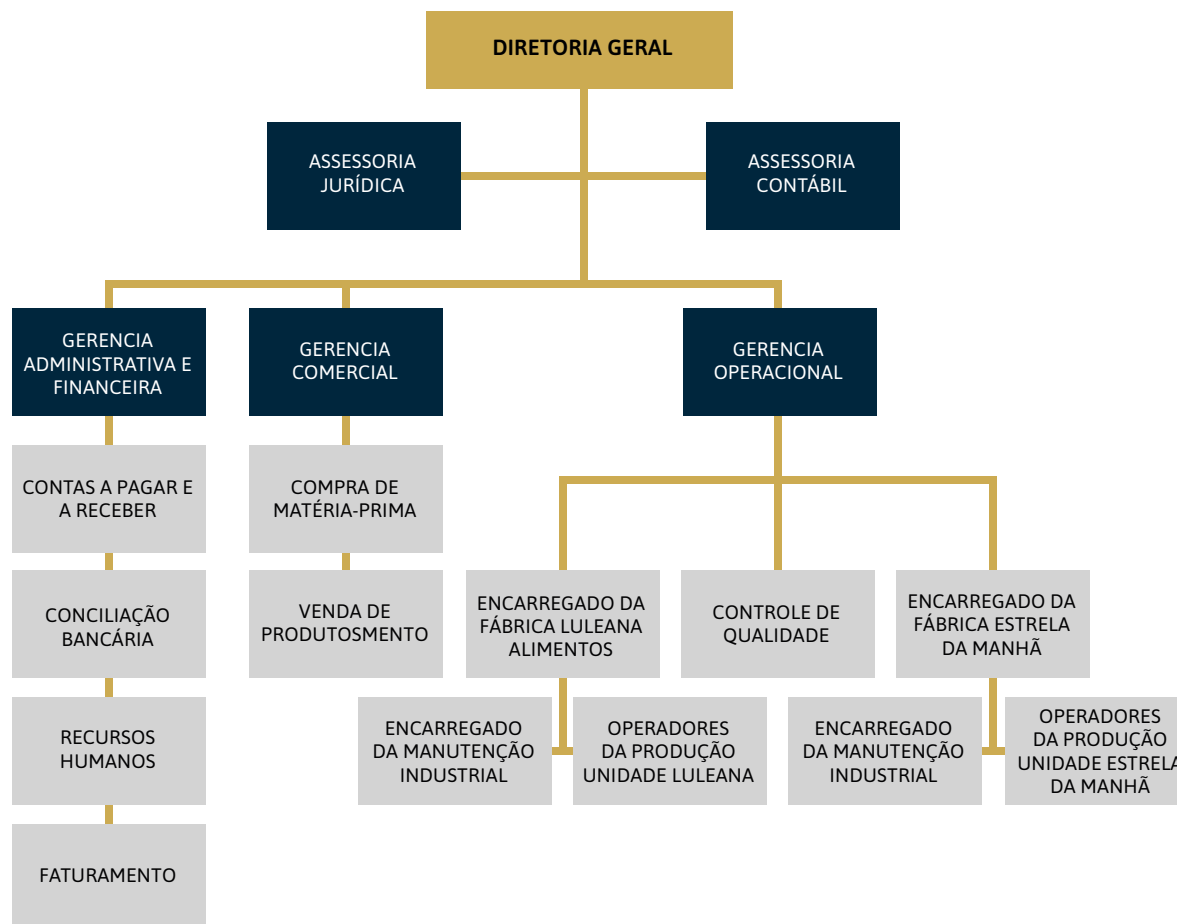 DIRETORIA GERAL
ASSESSORIA
JURÍDICA
ASSESSORIA
CONTÁBIL
GERENCIA
ADMINISTRATIVA E
FINANCEIRA
GERENCIA
COMERCIAL
GERENCIA
OPERACIONAL
CONTAS A PAGAR E
A RECEBER
COMPRA DE
MATÉRIA-PRIMA
CONCILIAÇÃO
BANCÁRIA
VENDA DE
PRODUTOSMENTO
ENCARREGADO DA
FÁBRICA LULEANA
ALIMENTOS
CONTROLE DE
QUALIDADE
ENCARREGADO DA
FÁBRICA ESTRELA
DA MANHÃ
RECURSOS
HUMANOS
ENCARREGADO
DA MANUTENÇÃO
INDUSTRIAL
OPERADORES
DA PRODUÇÃO
UNIDADE LULEANA
ENCARREGADO
DA MANUTENÇÃO
INDUSTRIAL
OPERADORES
DA PRODUÇÃO
UNIDADE ESTRELA
DA MANHÃ
FATURAMENTO